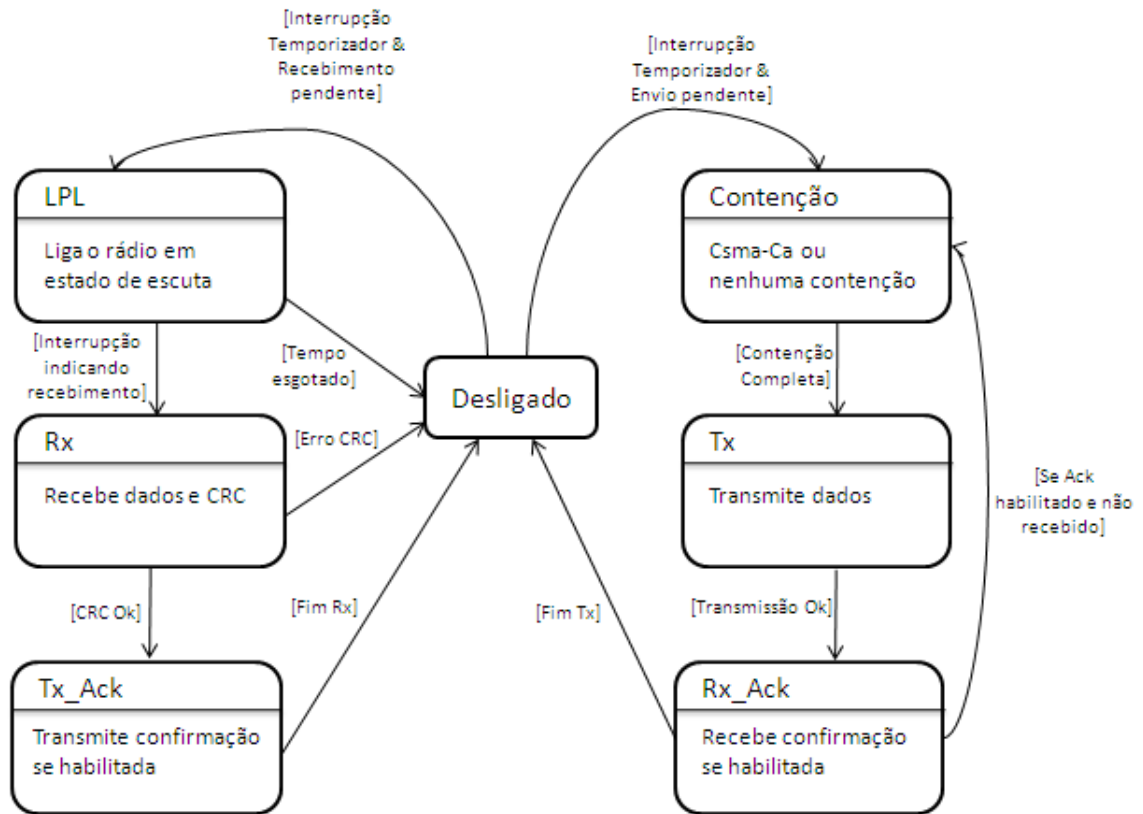 [Interrupção
Temporizador &
Recebimento
pendente]
[Interrupção
Temporizador &
Envio pendente]
LPL
Liga o rádio em
estado de escuta
Contenção
Csma-Ca ou
nenhuma contenção
[Interrupção
indicando
recebimento]
[Tempo
esgotado]
[Contenção
Completa]
Desligado
Rx
Recebe dados e CRC
[Erro CRC]
Tx
Transmite dados
[Se Ack
habilitado e não
recebido]
[CRC Ok]
[Fim Rx]
[Fim Tx]
[Transmissão Ok]
Tx_Ack
Transmite confirmação
se habilitada
Rx_Ack
Recebe confirmação
se habilitada